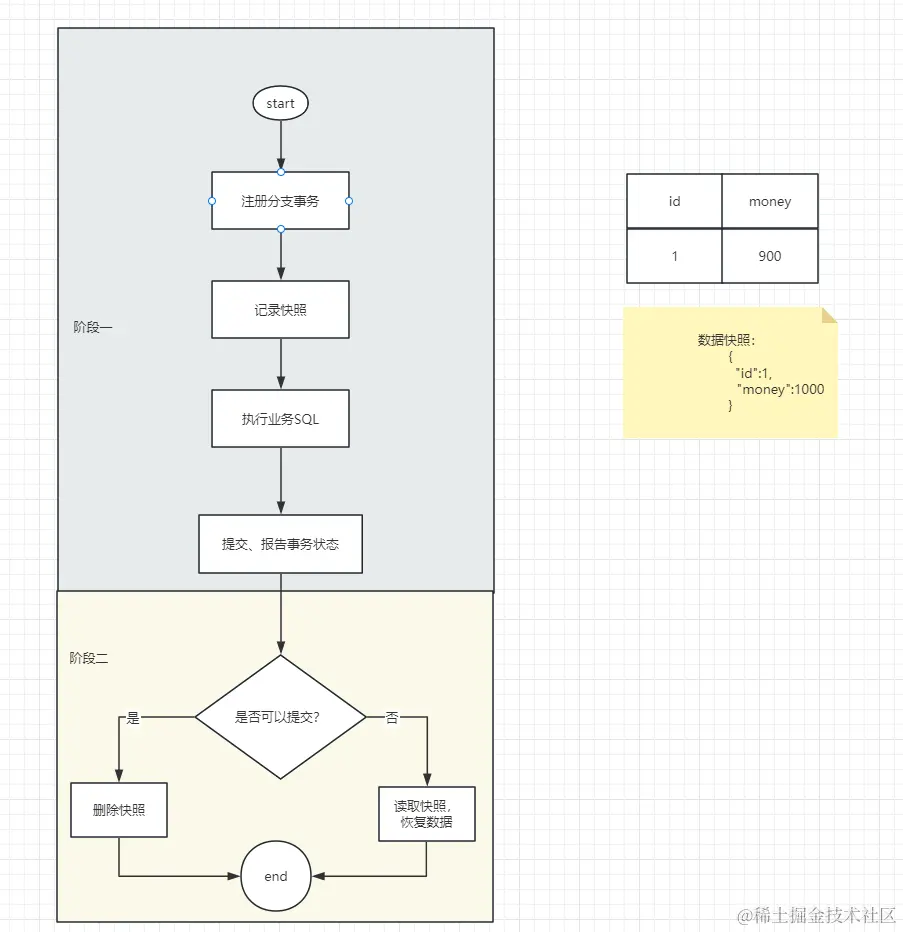 start
注册分支事务
记录快照
阶段一
执行业务SQL
提交、报告事务状态
阶段二
是否可以提交?
是
否
删除快照
读取快照,
恢复数据
end
id
money
1
900
数据快照:
{
"id":1,
"money":1000
}
@稀土掘金技术社区